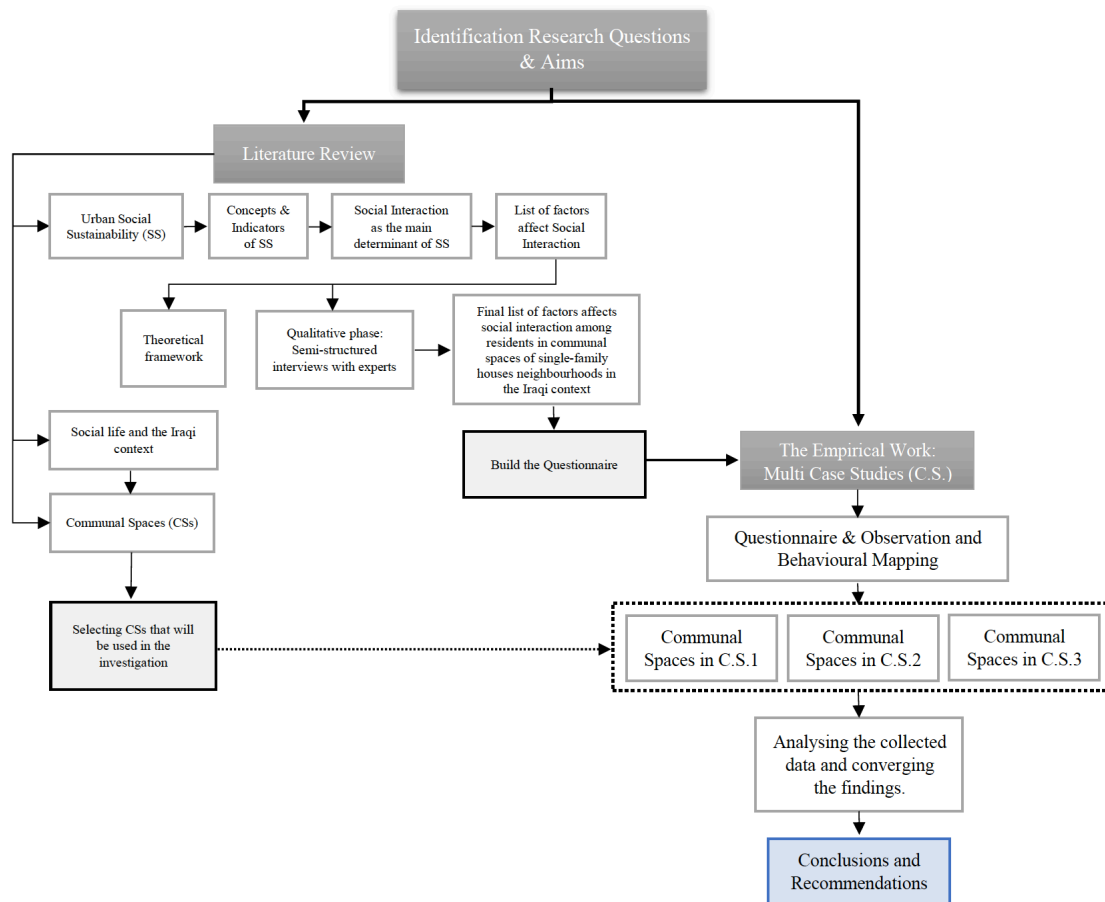 Identification Research Questions
& Aims
Literature Review
Urban Social
Sustainability (SS)
Concepts &
Indicators
of SS
Social Interaction
as the main
determinant of SS
List of factors
affect Social
Interaction
Theoretical
framework
Qualitative phase:
Semi-structured
interviews with experts
Final list of factors affects
social interaction among
residents in communal
spaces of single-family
houses neighbourhoods in
the Iraqi context
Social life and the Iraqi
context
Build the Questionnaire
The Empirical Work:
Multi Case Studies (C.S.)
Communal Spaces (CSs)
Questionnaire & Observation and
Behavioural Mapping
Selecting CSs that will
be used in the
investigation
Communal
Spaces in C.S.1
Communal
Spaces in C.S.2
Communal
Spaces in C.S.3
Analysing the collected
data and converging
the findings.
Conclusions and
Recommendations